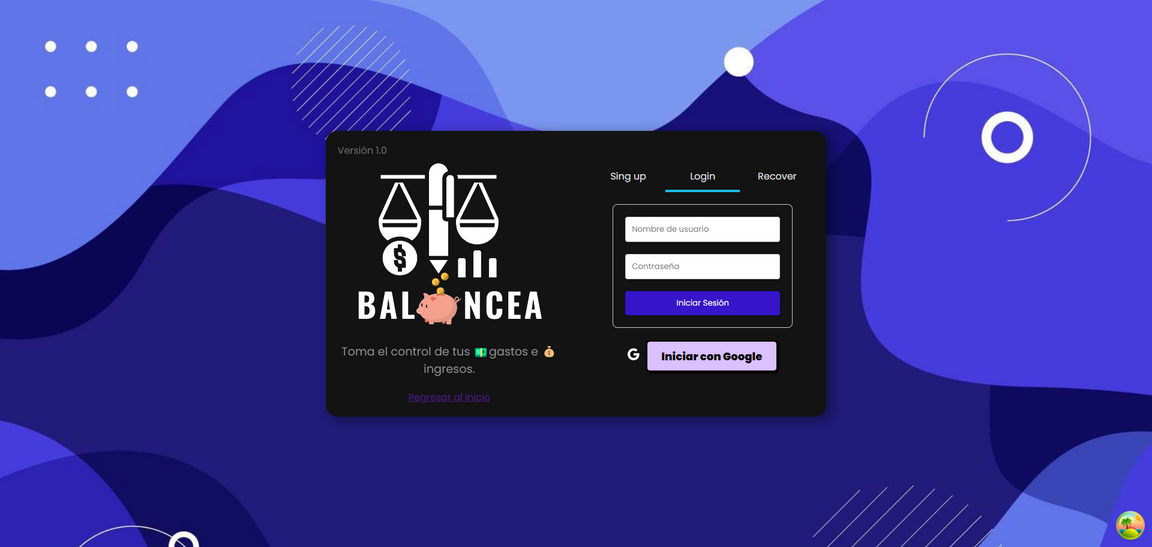 Versión 1.0
BAL NCEA
Toma el control de tus 💵 gastos e 💰
ingresos.
Regresar al Inicio
Sing up Login Recover
Nombre de usuario
Contraseña
Iniciar Sesión
G Iniciar con Google